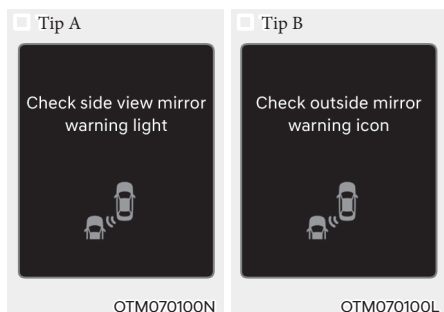 Tip A
Check side view mirror
warning light
OTM070100N
Tip B
Check outside mirror
warning icon
OTM070100L